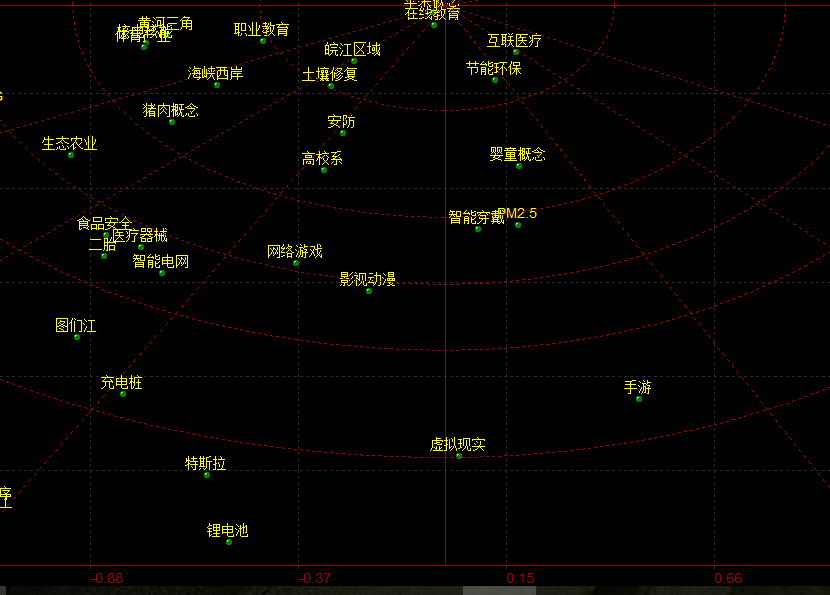 黄河三角
职业教育
在线教育
互联医疗
皖江区域
节能环保
海峡西岸
土壤修复
猪肉概念
安防
生态农业
高校系
婴童概念
智能穿戴
PM2.5
食品安全
医疗器械
二胎
网络游戏
智能电网
影视动漫
图们江
充电桩
手游
虚拟现实
特斯拉
锂电池
-0.88
-0.37
0.15
0.66